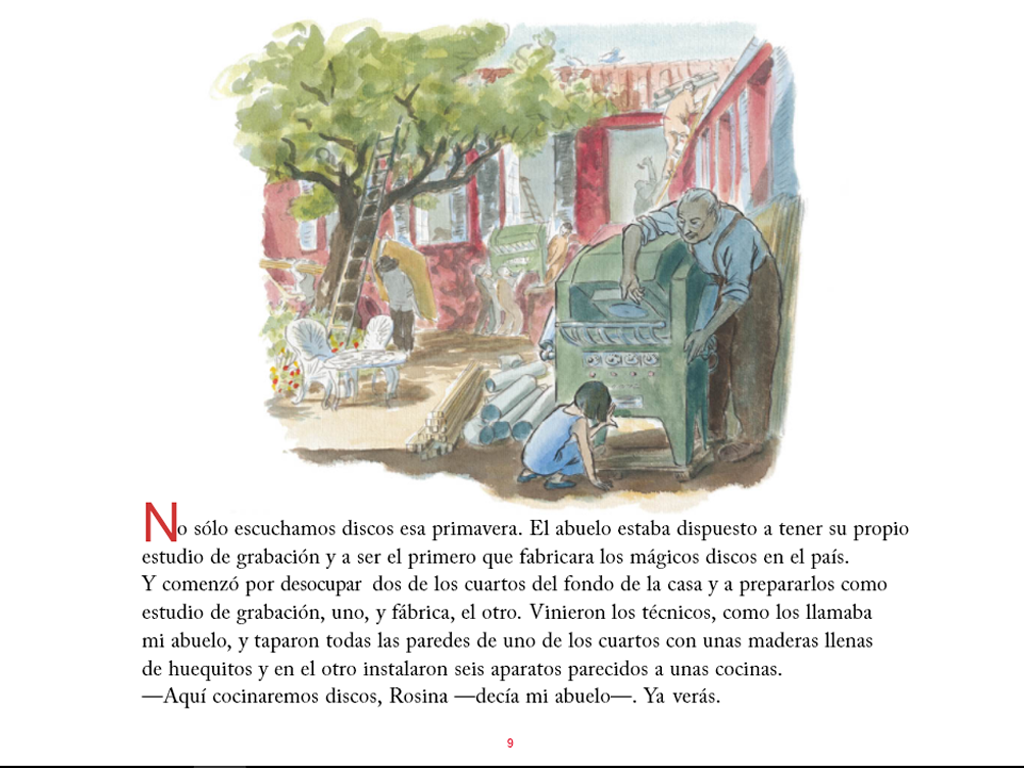 No sólo escuchamos discos esa primavera. El abuelo estaba dispuesto a tener su propio
estudio de grabación y a ser el primero que fabricara los mágicos discos en el país.
Y comenzó por desocupar  dos de los cuartos del fondo de la casa y a prepararlos como
estudio de grabación, uno, y fábrica, el otro. Vinieron los técnicos, como los llamaba
mi abuelo, y taparon todas las paredes de uno de los cuartos con unas maderas llenas
de huequitos y en el otro instalaron seis aparatos parecidos a unas cocinas.
—Aquí cocinaremos discos, Rosina —decía mi abuelo—. Ya verás.
9